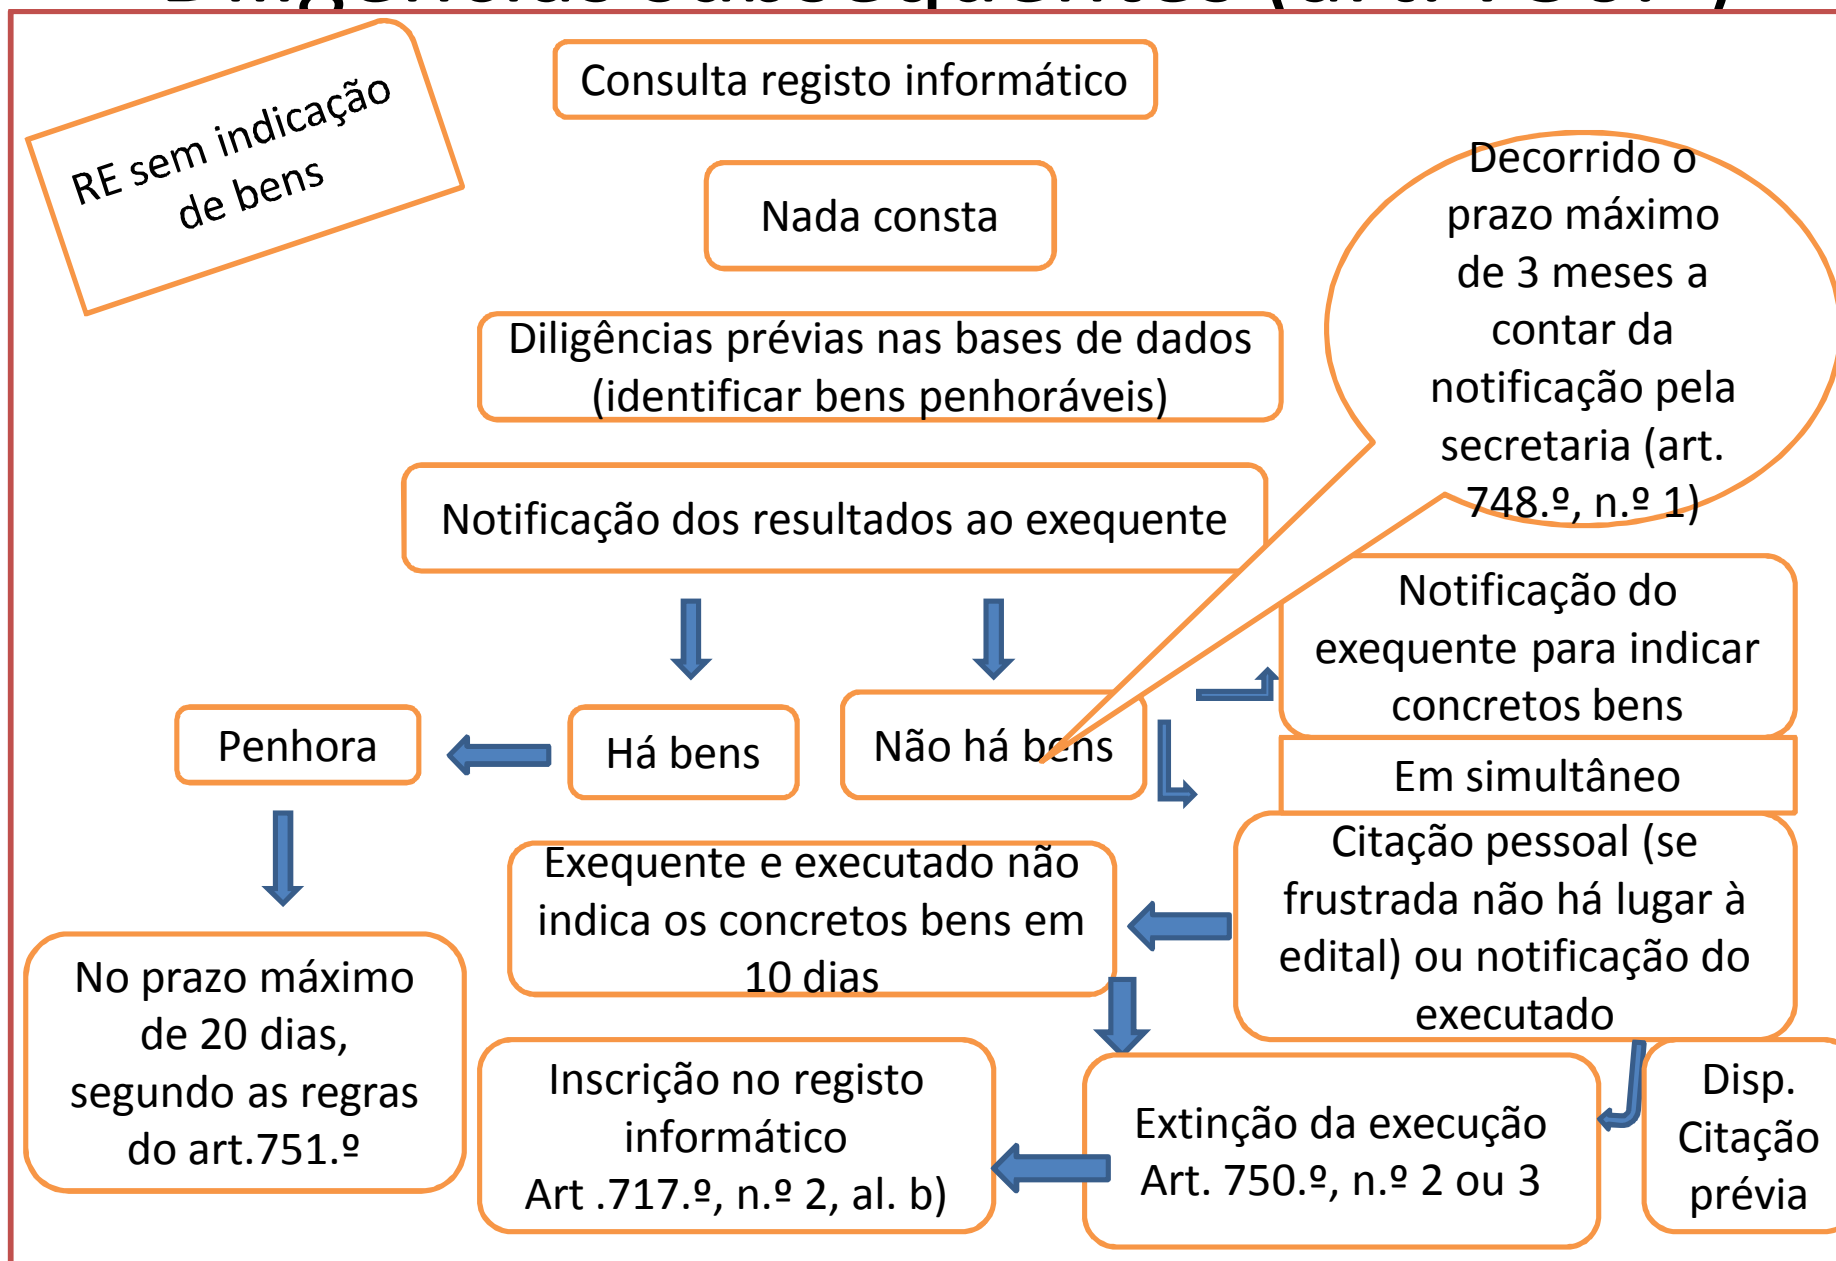 Diligências subsequentes (art.
RE sem indicação
de bens
Consulta registo informático
Nada consta
Diligências prévias nas bases de dados
(identificar bens penhoráveis)
Notificação dos resultados ao exequente
Decorrido o
prazo máximo
de 3 meses a
contar da
notificação pela
secretaria (art.
748.º, n.º 1)
Notificação do
exequente para indicar
concretos bens
Penhora
Há bens
Não há bens
Em simultâneo
Citação pessoal (se
frustrada não há lugar à
edital) ou notificação do
executado
Exequente e executado não
indica os concretos bens em
10 dias
No prazo máximo
de 20 dias,
segundo as regras
do art.751.º
Inscrição no registo
informático
Art .717.º, n.º 2, al. b)
Extinção da execução
Art. 750.º, n.º 2 ou 3
Disp.
Citação
prévia